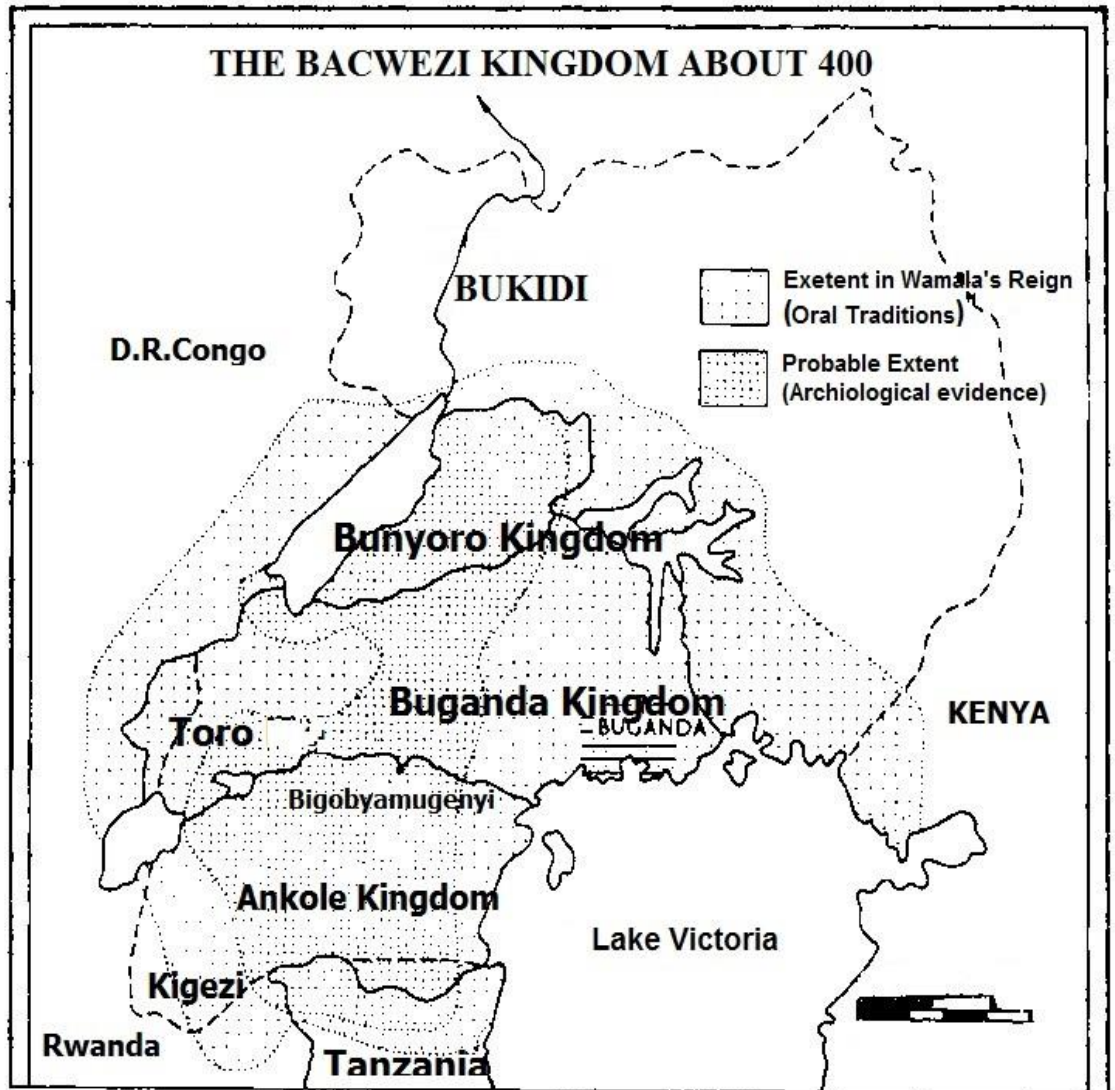 THE BACWEZI KINGDOM ABOUT 400
BUKIDI
Exetent in Wamala's Reign
(Oral Traditions)
D.R.Congo
Probable Extent
(Archiological evidence)
Bunyoro Kingdom
Buganda Kingdom
BUGANDA
KENYA
Toro
Bigobyamugenyi
Ankole Kingdom
Lake Victoria
Kigezi
Rwanda
Tanzania